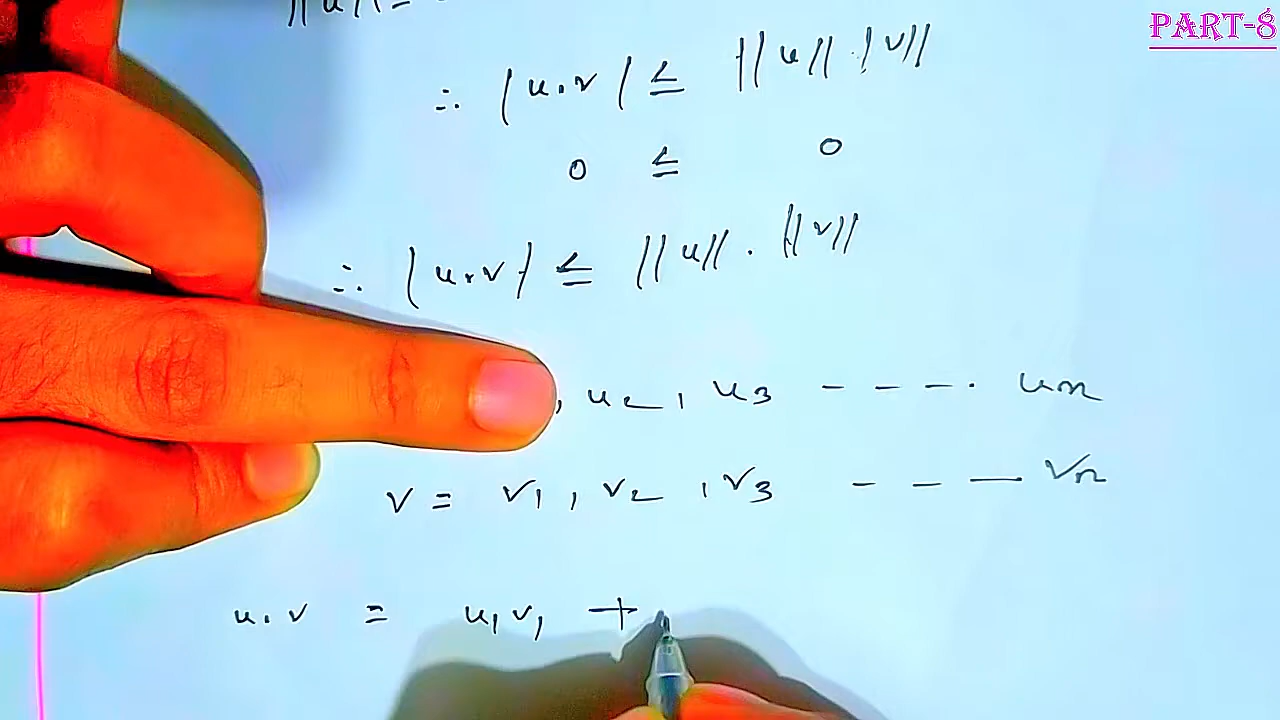 PART-8
||u|| =
∴ |u.v| ≤ ||u|| . |v||
0 ≤ 0
∴ |u.v| ≤ ||u|| . ||v||
, u2, u3 - - - . un
v = v1, v2, v3 - - - vn
u.v = u1v1 +